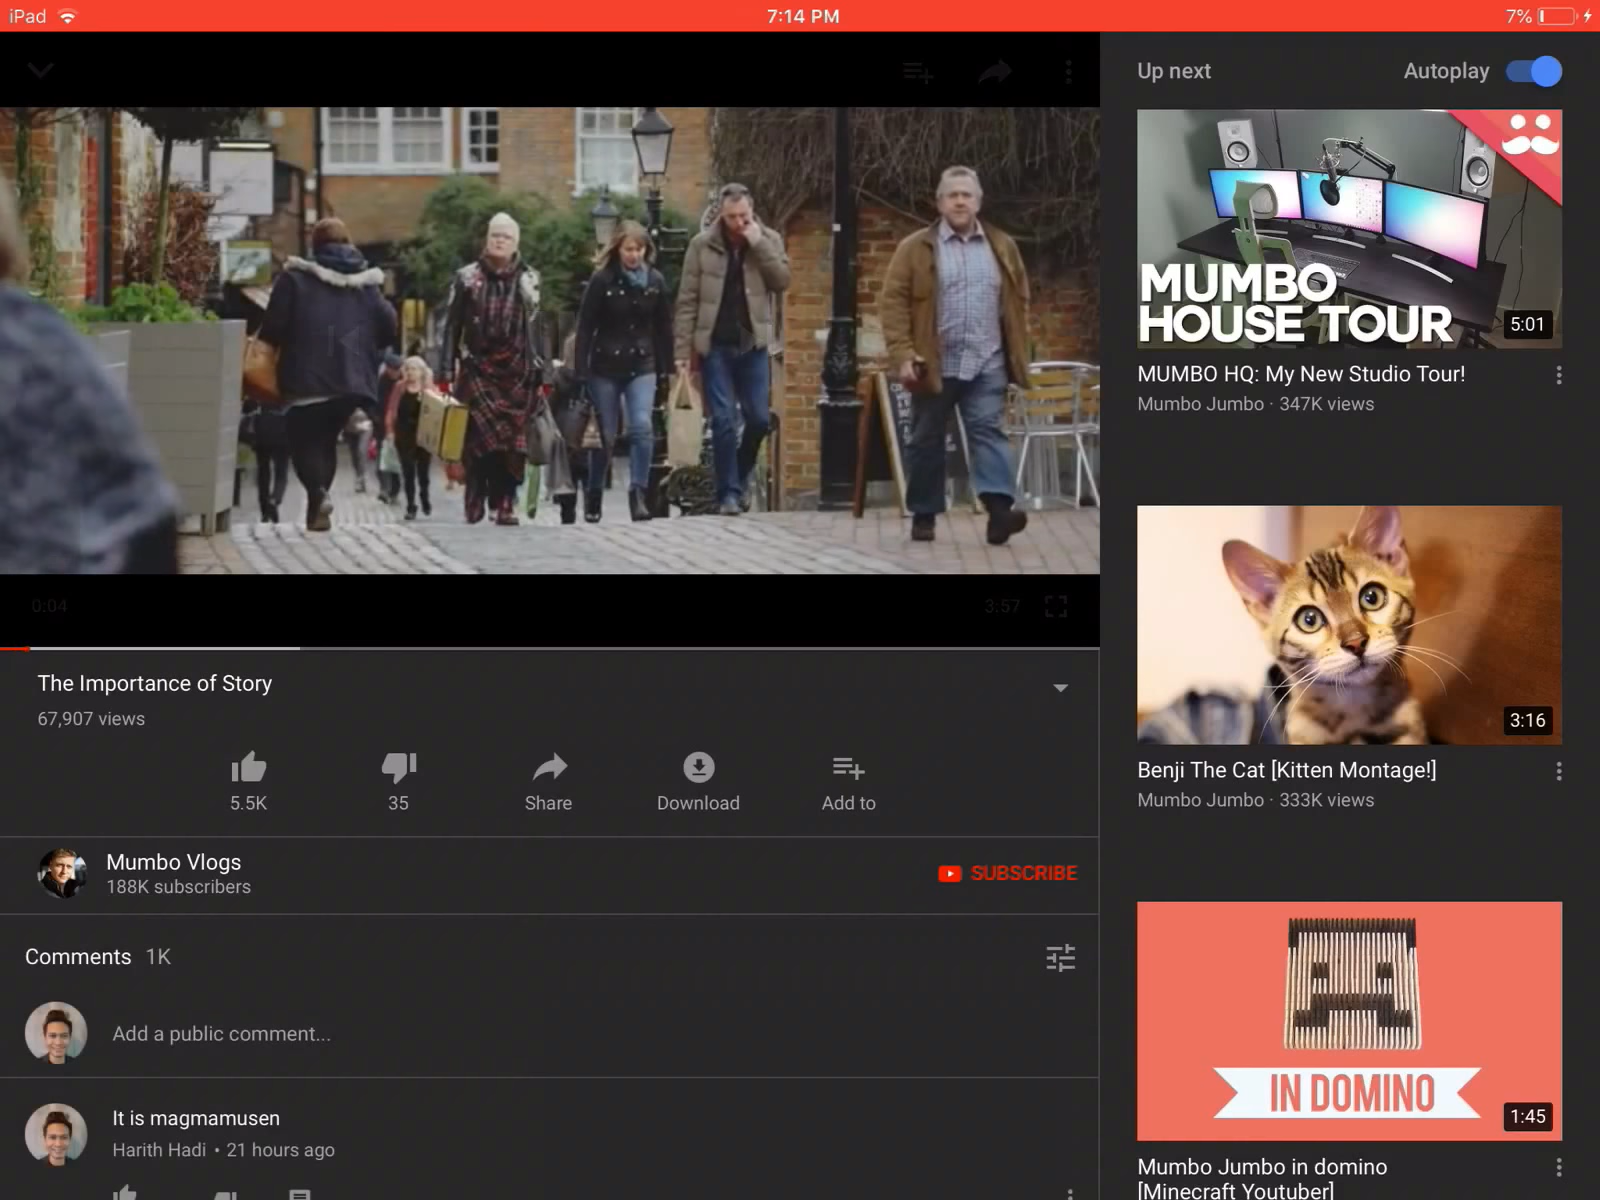 iPad
7:14 PM
7%
0:04
3:57
The Importance of Story
67,907 views
5.5K
35
Share
Download
Add to
Mumbo Vlogs
188K subscribers
SUBSCRIBE
Comments 1K
Add a public comment...
It is magmamusen
Harith Hadi • 21 hours ago
Up next
Autoplay
MUMBO
HOUSE TOUR
5:01
MUMBO HQ: My New Studio Tour!
Mumbo Jumbo · 347K views
3:16
Benji The Cat [Kitten Montage!]
Mumbo Jumbo · 333K views
IN DOMINO
1:45
Mumbo Jumbo in domino
[Minecraft Youtuber]